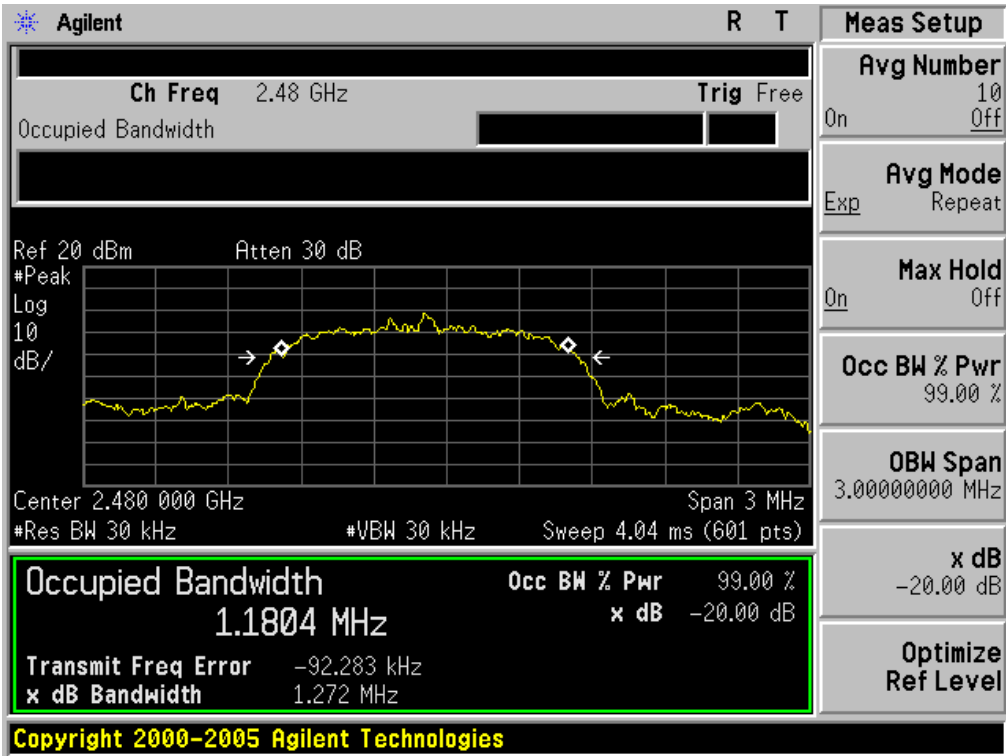 Agilent R T
Ch Freq 2.48 GHz Trig Free
Occupied Bandwidth
Ref 20 dBm Atten 30 dB
#Peak
Log
10
dB/
Center 2.480 000 GHz Span 3 MHz
#Res BW 30 kHz #VBW 30 kHz Sweep 4.04 ms (601 pts)
Occupied Bandwidth Occ BW % Pwr 99.00 %
1.1804 MHz x dB -20.00 dB
Transmit Freq Error -92.283 kHz
x dB Bandwidth 1.272 MHz
Copyright 2000-2005 Agilent Technologies
Meas Setup
Avg Number
10
On Off
Avg Mode
Exp Repeat
Max Hold
On Off
Occ BW % Pwr
99.00 %
OBW Span
3.00000000 MHz
x dB
-20.00 dB
Optimize
Ref Level